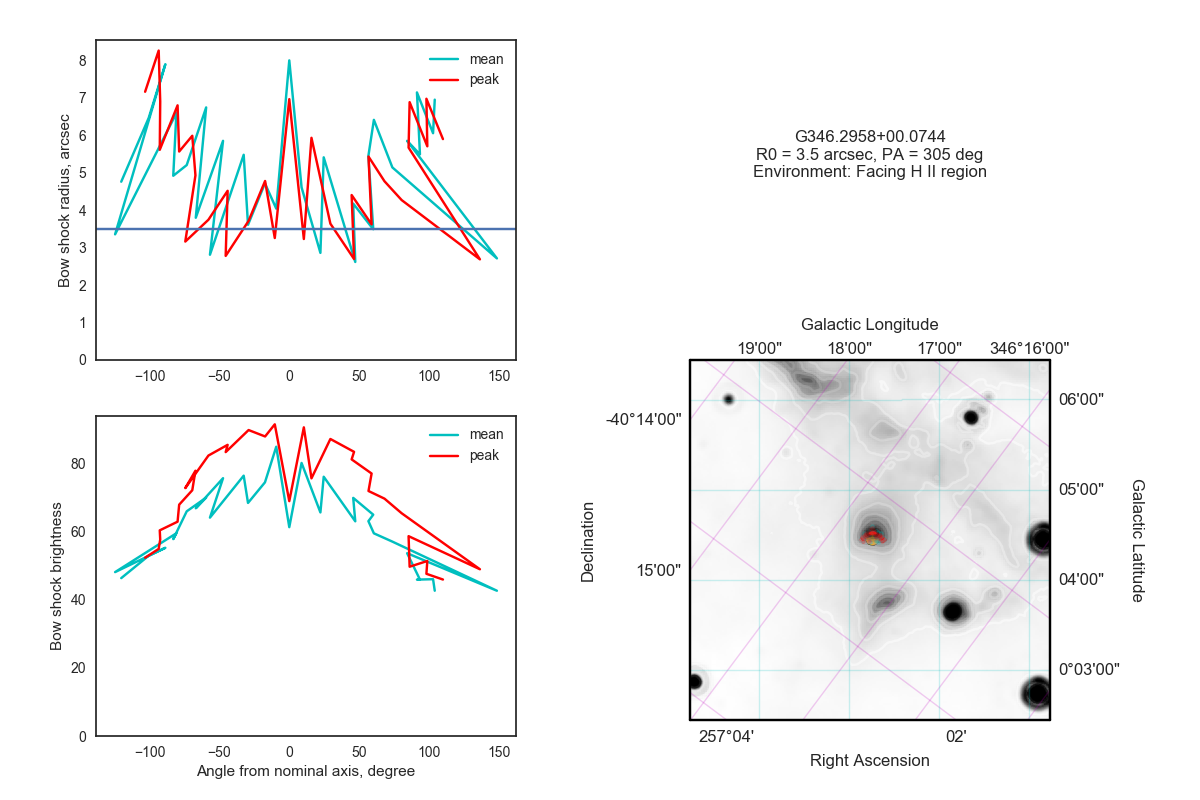 8
7
6
5
4
3
2
1
0
Bow shock radius, arcsec
mean
peak
−100
−50
0
50
100
150
80
60
40
20
0
Bow shock brightness
mean
peak
−100
−50
0
50
100
150
Angle from nominal axis, degree
G346.2958+00.0744
R0 = 3.5 arcsec, PA = 305 deg
Environment: Facing H II region
Galactic Longitude
19'00"
18'00"
17'00"
346°16'00"
-40°14'00"
15'00"
Declination
06'00"
05'00"
04'00"
0°03'00"
Galactic Latitude
257°04'
02'
Right Ascension